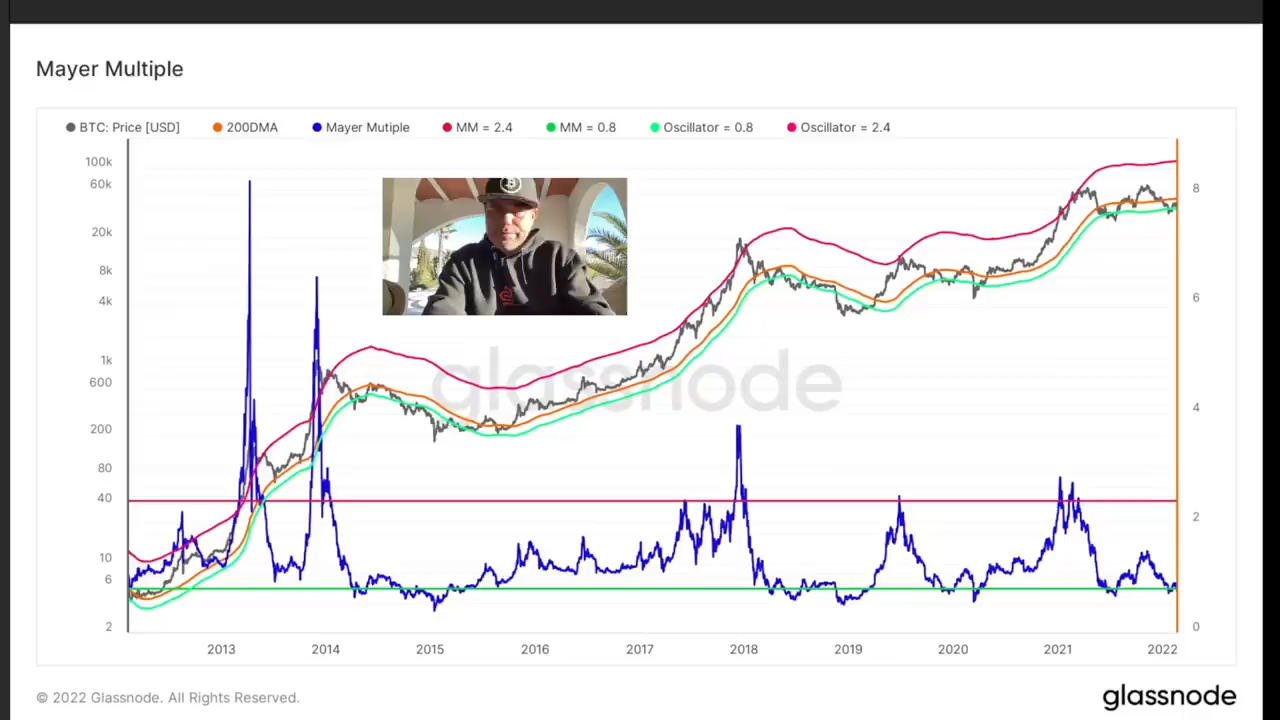 Mayer Multiple
BTC: Price [USD] 200DMA Mayer Mutiple MM = 2.4 MM = 0.8 Oscillator = 0.8 Oscillator = 2.4
100k
60k
20k
8k
4k
1k
600
200
80
40
10
6
2
8
6
4
2
0
glassnode
2013 2014 2015 2016 2017 2018 2019 2020 2021 2022
© 2022 Glassnode. All Rights Reserved.
glassnode